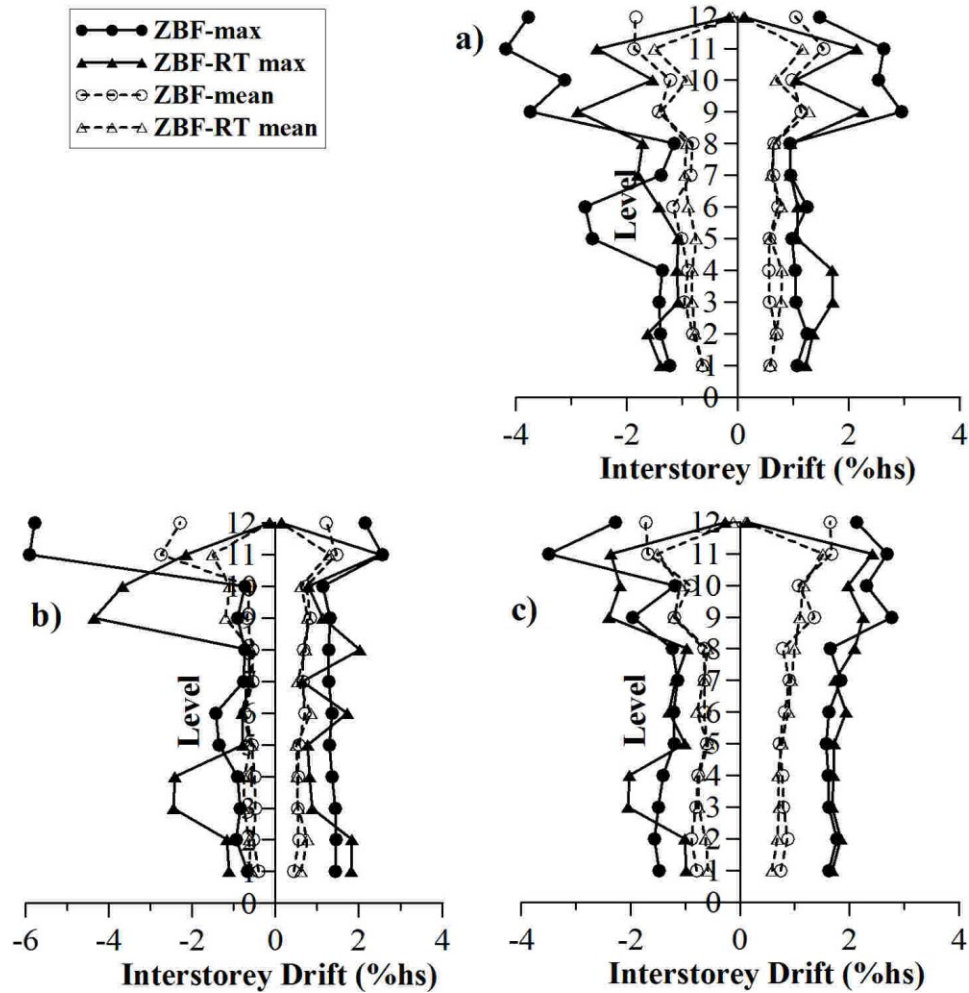 ZBF-max
ZBF-RT max
ZBF-mean
ZBF-RT mean
a)
12
11
10
9
8
7
6
5
4
3
2
1
0
Level
-4 -2 0 2 4
Interstorey Drift (%hs)
b)
12
11
10
9
8
7
6
5
4
3
2
1
0
Level
-6 -4 -2 0 2 4
Interstorey Drift (%hs)
c)
12
11
10
9
8
7
6
5
4
3
2
1
0
Level
-4 -2 0 2 4
Interstorey Drift (%hs)